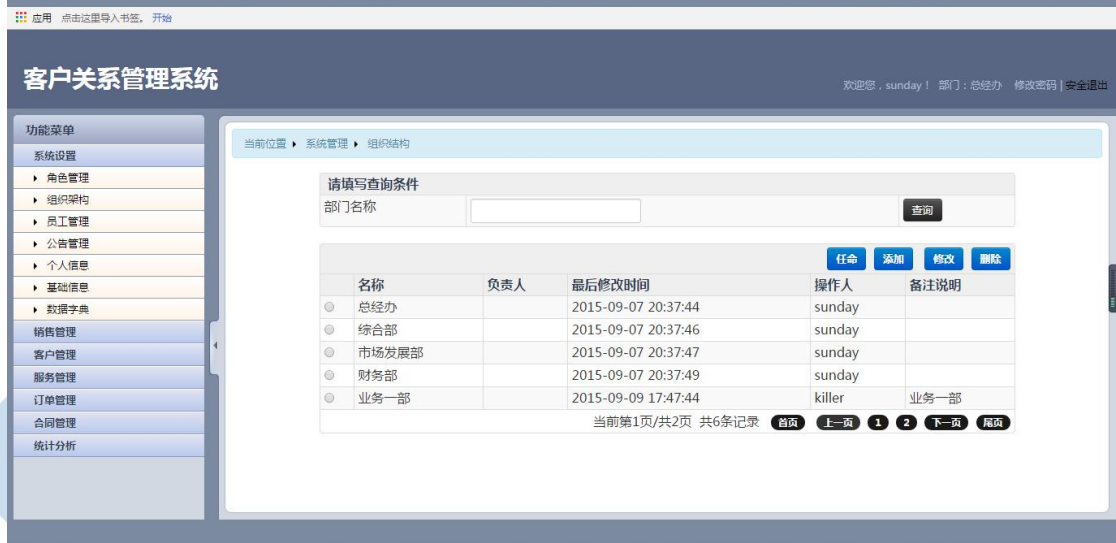 应用 点击这里导入书签。 开始
客户关系管理系统
欢迎您，sunday！ 部门：总经办 修改密码 | 安全退出
功能菜单
系统设置
角色管理
组织架构
员工管理
公告管理
个人信息
基础信息
数据字典
销售管理
客户管理
服务管理
订单管理
合同管理
统计分析
当前位置 系统管理 组织结构
请填写查询条件
部门名称 查询
任命 添加 修改 删除
名称 负责人 最后修改时间 操作人 备注说明
总经办 2015-09-07 20:37:44 sunday
综合部 2015-09-07 20:37:46 sunday
市场发展部 2015-09-07 20:37:47 sunday
财务部 2015-09-07 20:37:49 sunday
业务一部 2015-09-09 17:47:44 killer 业务一部
当前第1页/共2页 共6条记录 首页 上一页 1 2 下一页 尾页